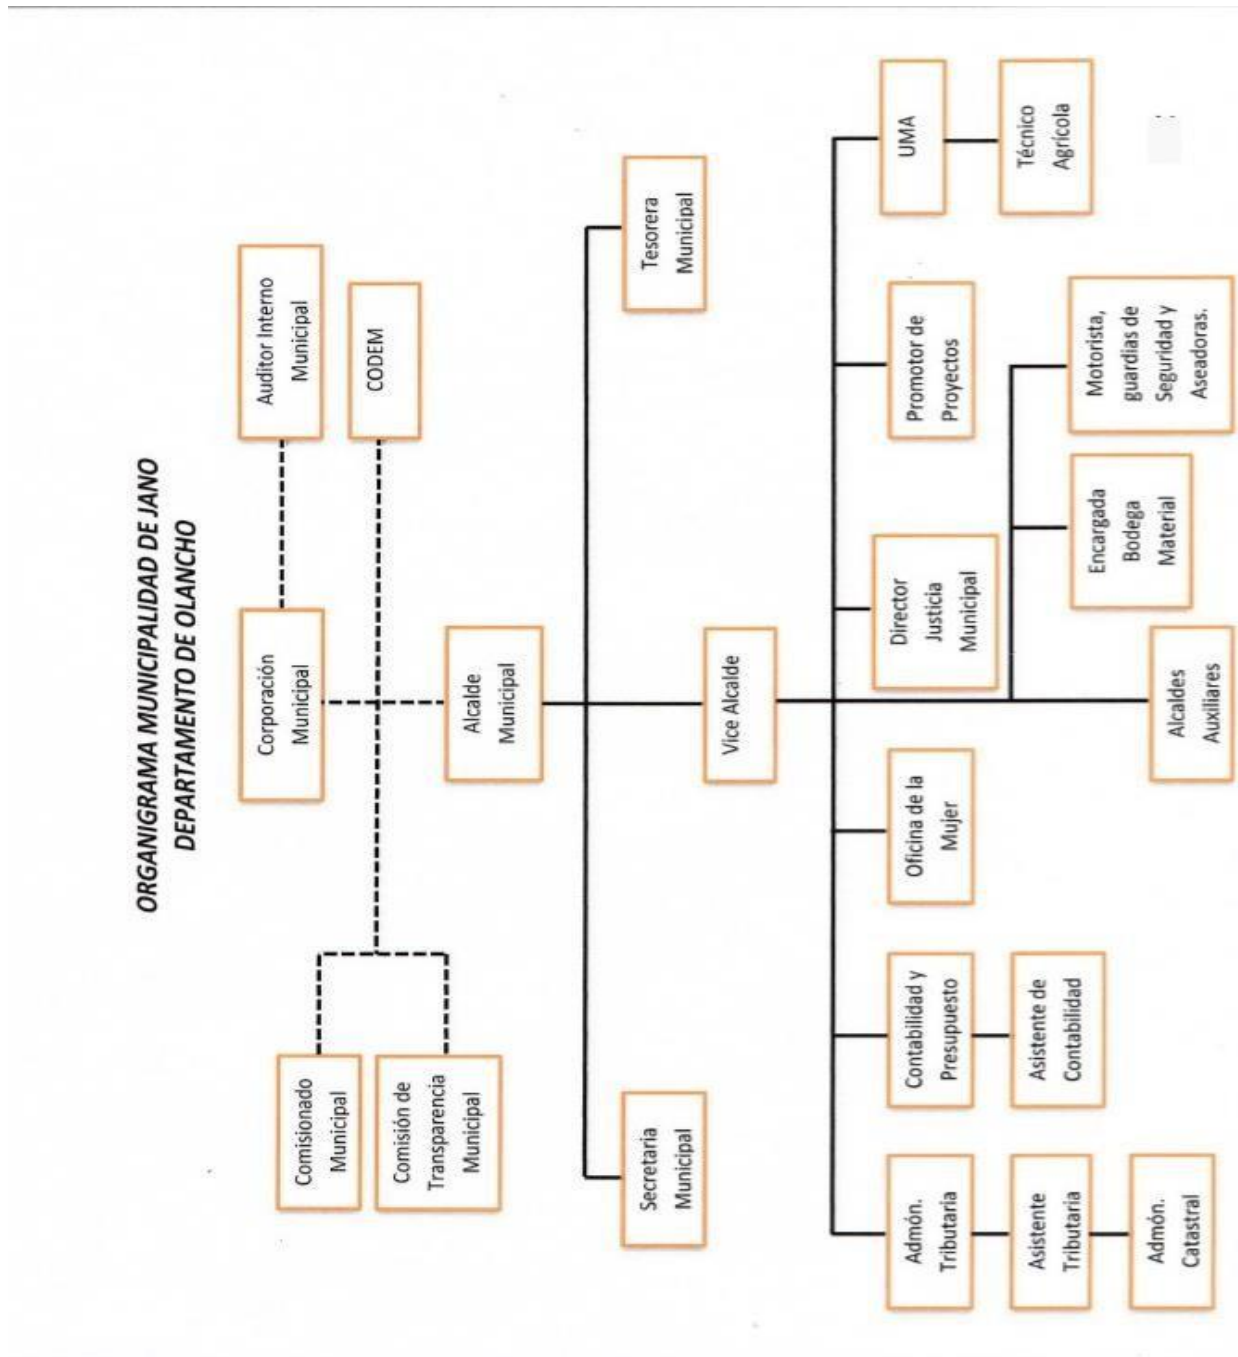 ORGANIGRAMA MUNICIPALIDAD DE JANO
DEPARTAMENTO DE OLANCHO
Corporación
Municipal
Auditor Interno
Municipal
Comisionado
Municipal
Comisión de
Transparencia
Municipal
CODEM
Alcalde
Municipal
Secretaria
Municipal
Tesorera
Municipal
Vice Alcalde
Admón.
Tributaria
Contabilidad y
Presupuesto
Oficina de la
Mujer
Director
Justicia
Municipal
Promotor de
Proyectos
UMA
Asistente
Tributaria
Asistente de
Contabilidad
Técnico
Agrícola
Admón.
Catastral
Alcaldes
Auxiliares
Encargada
Bodega
Material
Motorista,
guardias de
Seguridad y
Aseadoras.